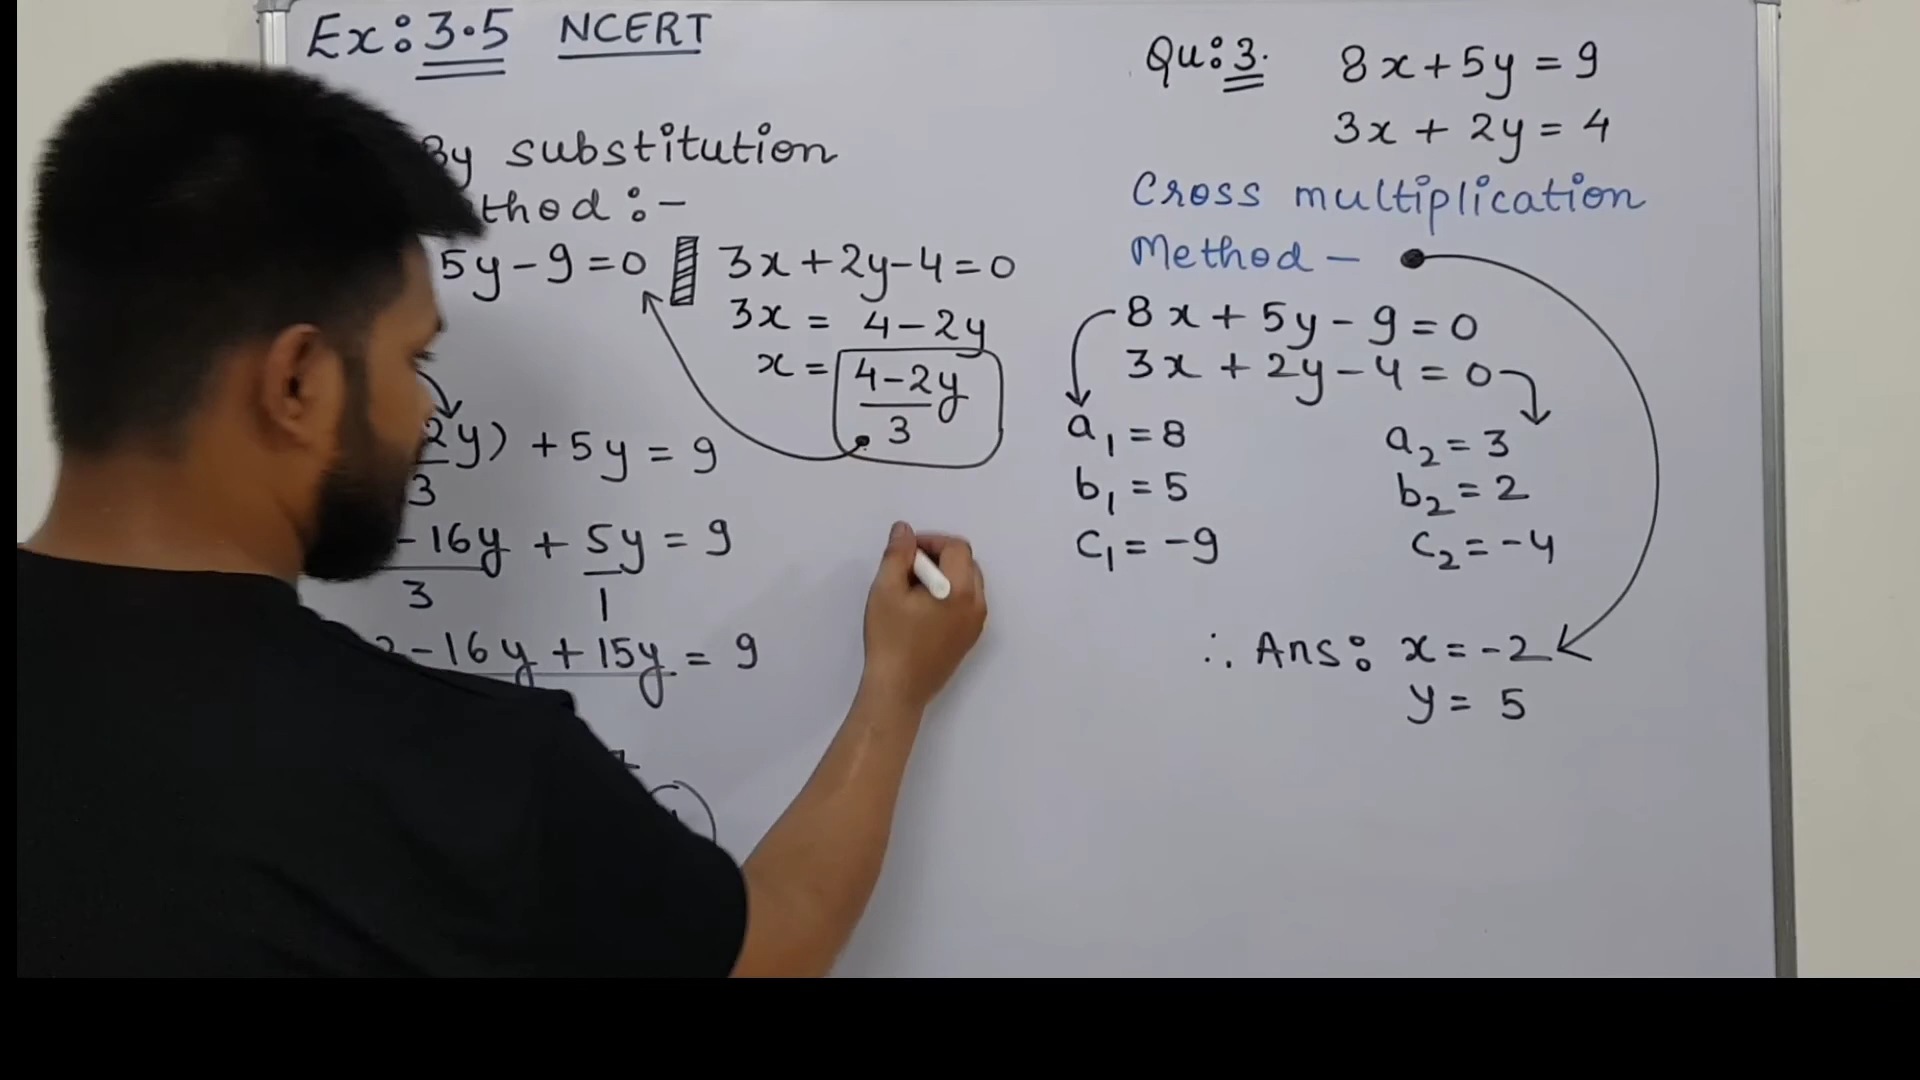 Ex: 3.5 NCERT
By substitution
thod :-
5y - 9 = 0
3x + 2y - 4 = 0
3x = 4 - 2y
x = 4 - 2y / 3
2y) / 3 + 5y = 9
- 16y / 3 + 5y / 1 = 9
- 16y + 15y = 9
Qu: 3. 8x + 5y = 9
3x + 2y = 4
Cross multiplication
Method -
8x + 5y - 9 = 0
3x + 2y - 4 = 0
a1 = 8 a2 = 3
b1 = 5 b2 = 2
c1 = -9 c2 = -4
∴ Ans: x = -2
y = 5